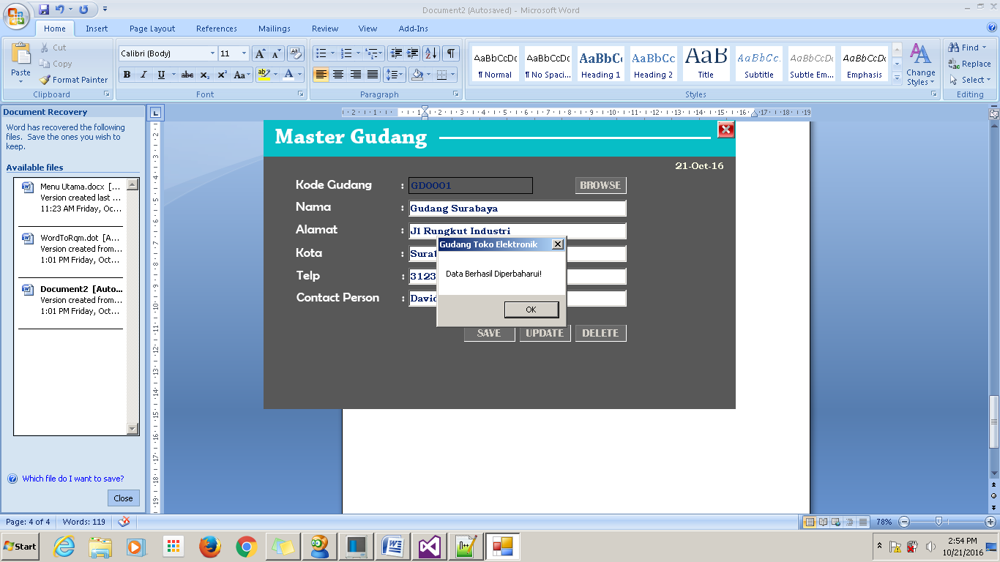 Document2 (Autosaved) - Microsoft Word
Home Insert Page Layout References Mailings Review View Add-Ins
Paste
Cut
Copy
Format Painter
Clipboard
Calibri (Body) 11
B I U abc x₂ x² Aa
Font
Paragraph
AaBbCcDc AaBbCcDc AaBbCc AaBbCc AaB AaBbCc. AaBbCcDc AaBbCcDc
¶ Normal ¶ No Spaci... Heading 1 Heading 2 Title Subtitle Subtle Em... Emphasis
Change Styles
Styles
Find
Replace
Select
Editing
Document Recovery
Word has recovered the following
files. Save the ones you wish to
keep.
Available files
Menu Utama.docx [...
Version created last ...
11:23 AM Friday, Oc...
WordToRqm.dot [A...
Version created from...
1:01 PM Friday, Oct...
Document2 [Auto...
Version created from...
1:01 PM Friday, Oct...
Which file do I want to save?
Close
Master Gudang
21-Oct-16
Kode Gudang : GD0001 BROWSE
Nama : Gudang Surabaya
Alamat : Jl Rungkut Industri
Kota :
Telp : 3123
Contact Person : David
Gudang Toko Elektronik
Data Berhasil Diperbaharui!
OK
SAVE UPDATE DELETE
Page: 4 of 4 Words: 119
78%
Start
2:54 PM
10/21/2016